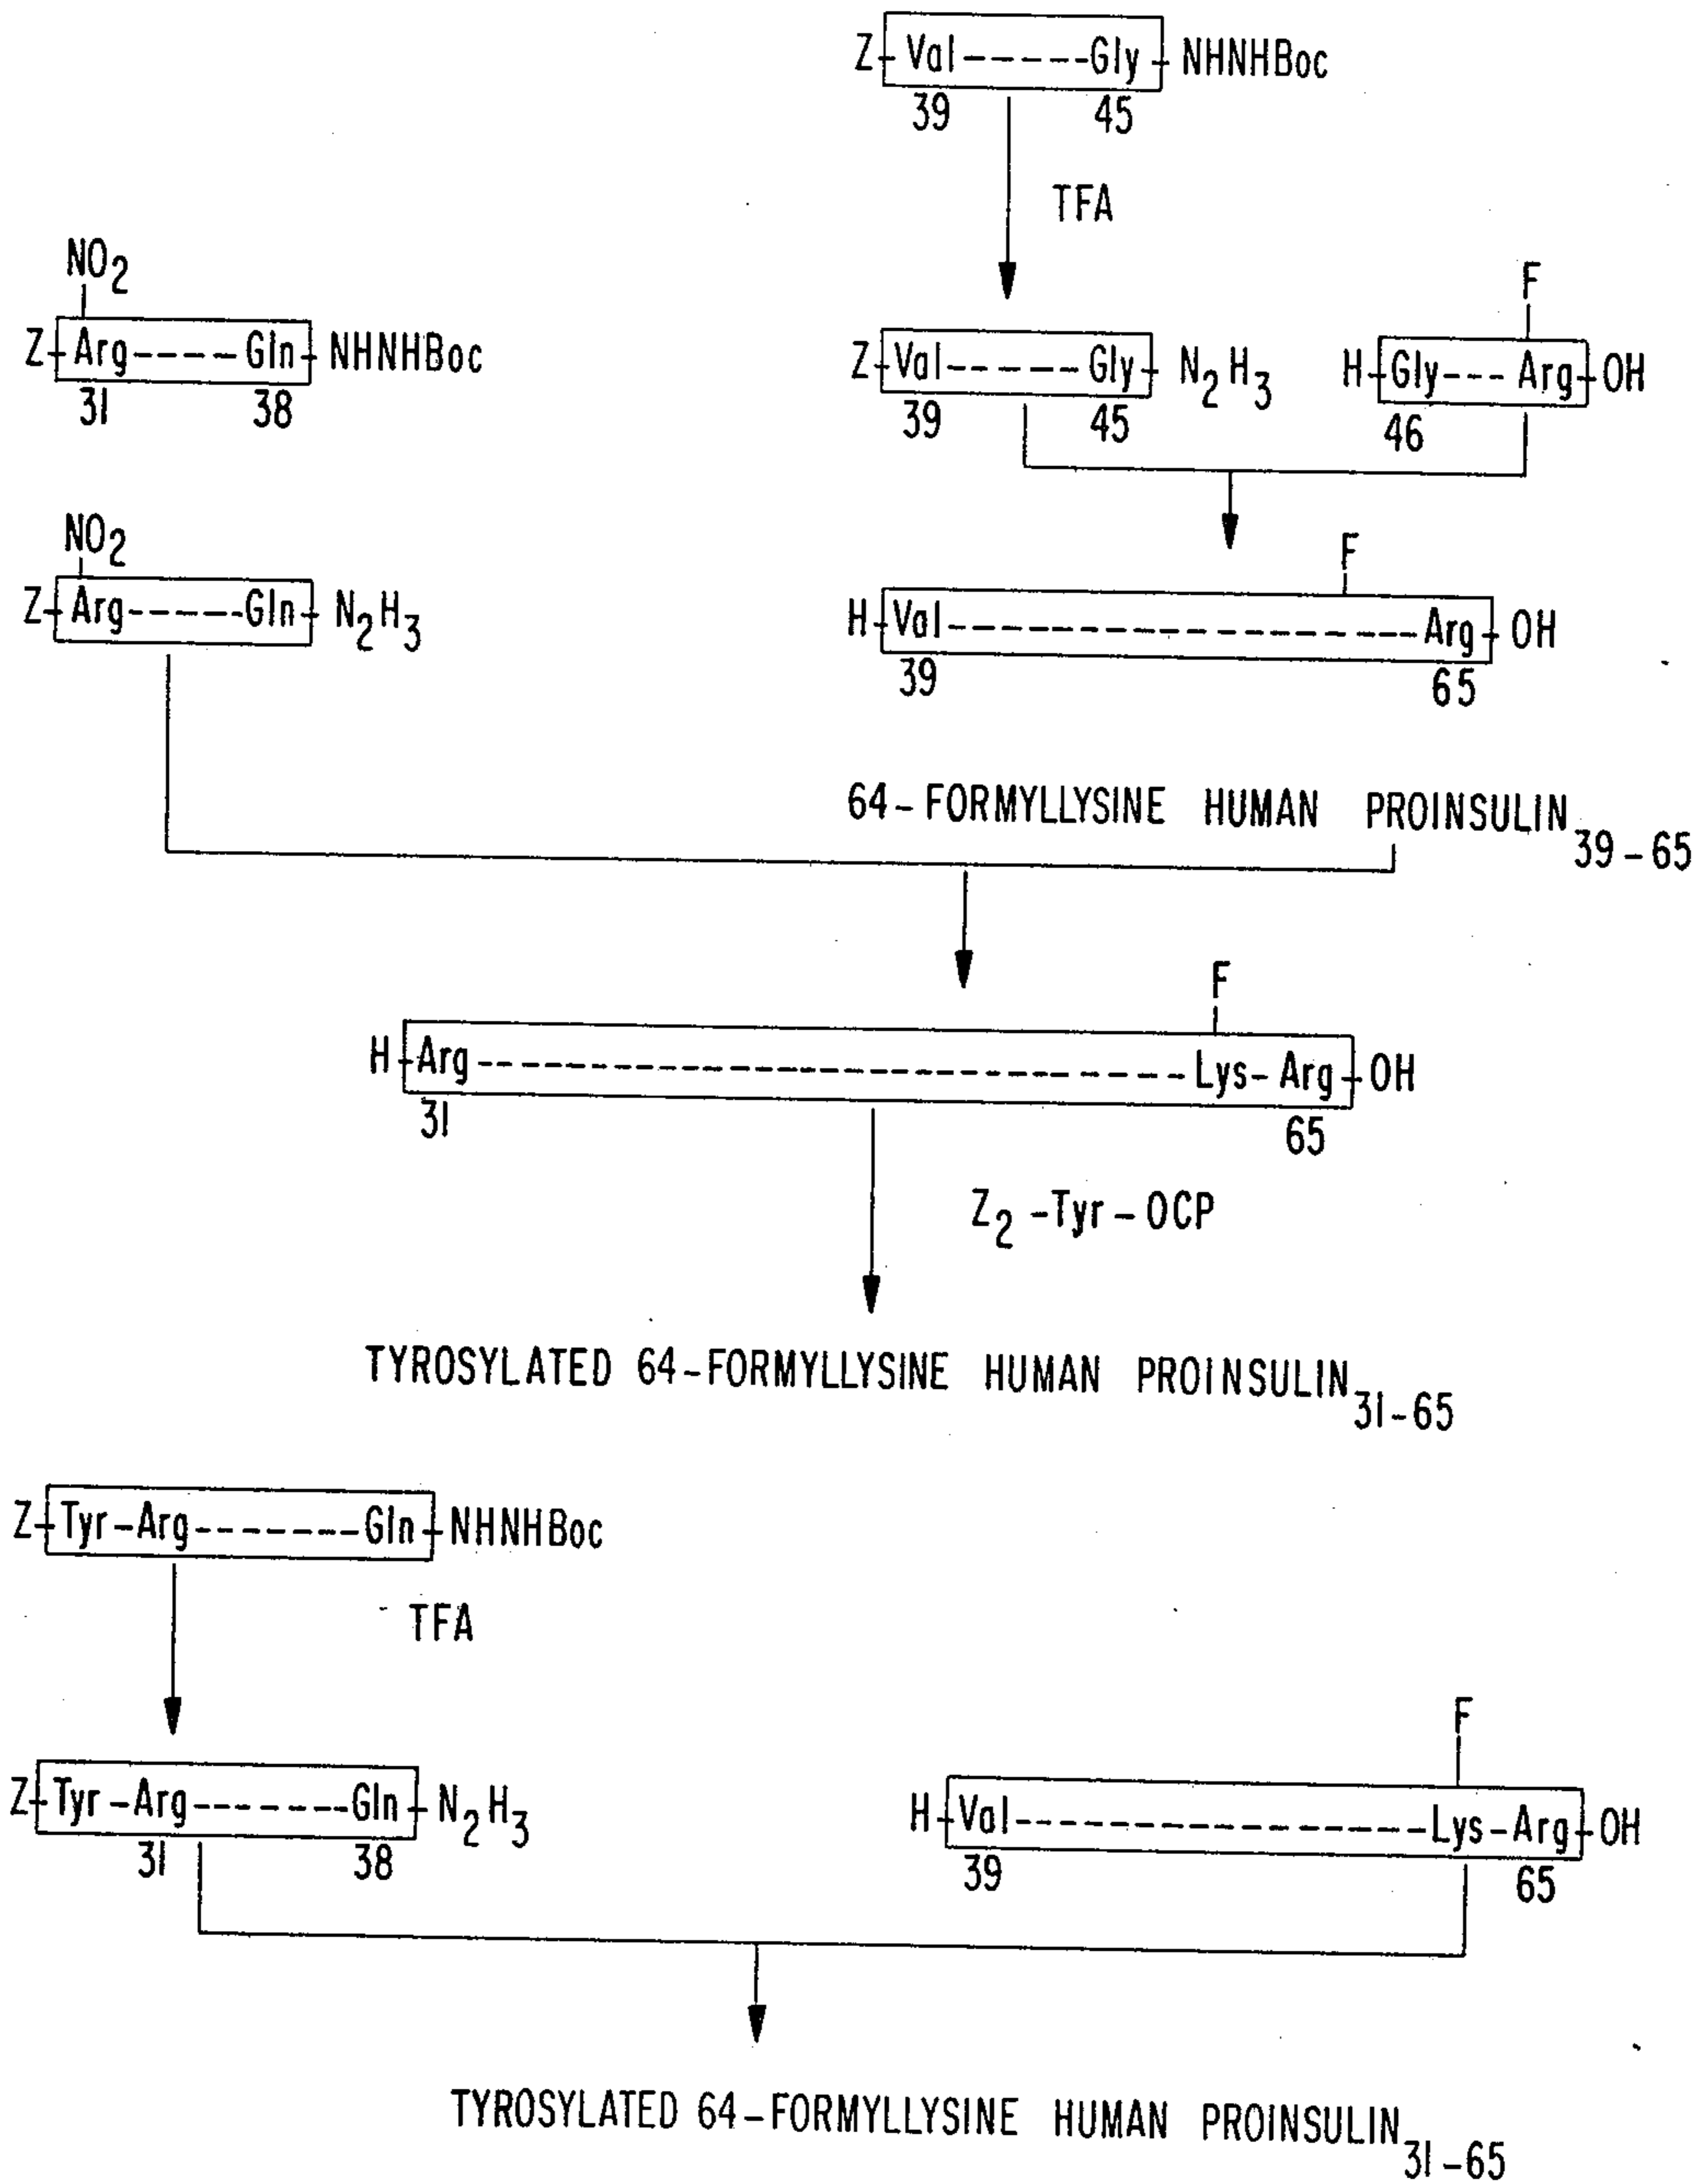 Z-Val------Gly-NHNHBoc
39 45
TFA
NO2
Z-Arg-----Gln-NHNHBoc
31 38
Z-Val------Gly-N2H3
39 45
F
H-Gly---Arg-OH
46
NO2
Z-Arg-----Gln-N2H3
F
H-Val--------------------Arg-OH
39 65
64-FORMYLLYSINE HUMAN PROINSULIN39-65
F
H-Arg------------------------------Lys-Arg-OH
31 65
Z2-Tyr-OCP
TYROSYLATED 64-FORMYLLYSINE HUMAN PROINSULIN31-65
Z-Tyr-Arg--------Gln-NHNHBoc
TFA
Z-Tyr-Arg--------Gln-N2H3
31 38
F
H-Val------------------Lys-Arg-OH
39 65
TYROSYLATED 64-FORMYLLYSINE HUMAN PROINSULIN31-65